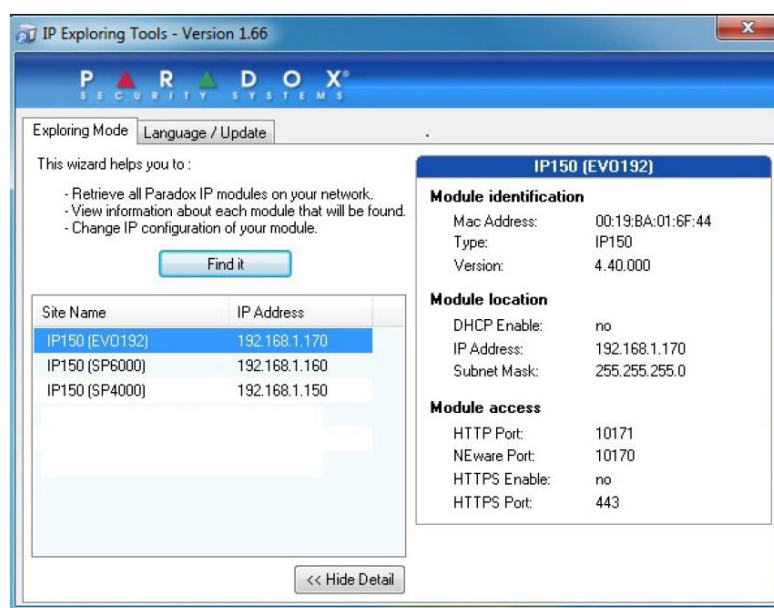 IP Exploring Tools - Version 1.66
PARADOX®
SECURITY SYSTEMS
Exploring Mode
Language / Update
This wizard helps you to :
- Retrieve all Paradox IP modules on your network.
- View information about each module that will be found.
- Change IP configuration of your module.
Find it
Site Name IP Address
IP150 (EVO192) 192.168.1.170
IP150 (SP6000) 192.168.1.160
IP150 (SP4000) 192.168.1.150
<< Hide Detail
IP150 (EVO192)
Module identification
Mac Address: 00:19:BA:01:6F:44
Type: IP150
Version: 4.40.000
Module location
DHCP Enable: no
IP Address: 192.168.1.170
Subnet Mask: 255.255.255.0
Module access
HTTP Port: 10171
NEware Port: 10170
HTTPS Enable: no
HTTPS Port: 443